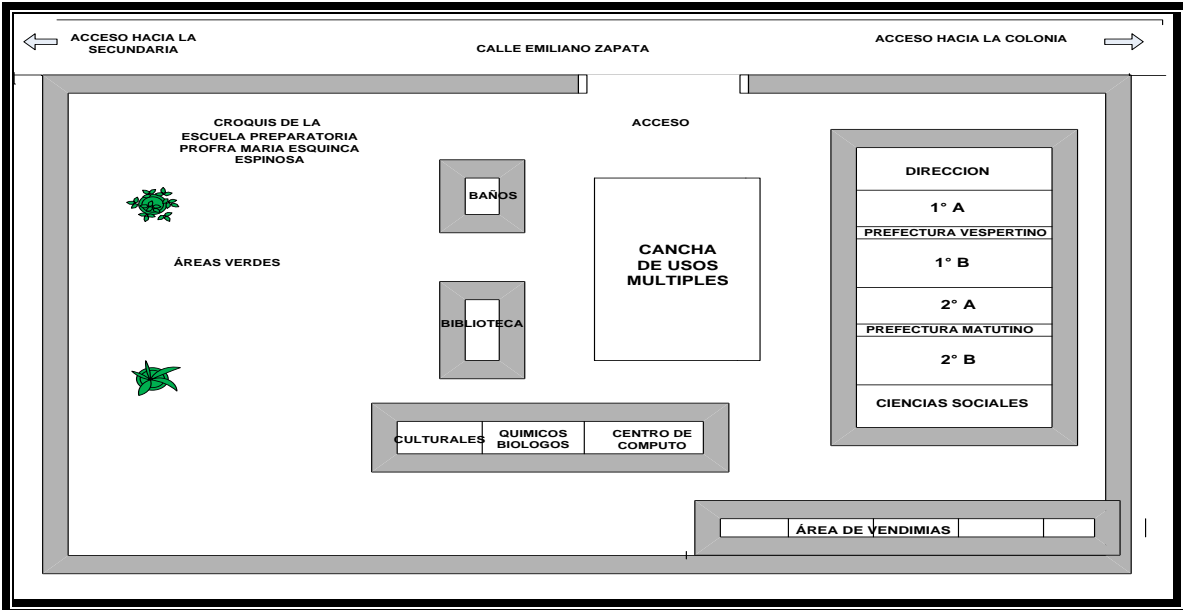 ACCESO HACIA LA
SECUNDARIA
CALLE EMILIANO ZAPATA
ACCESO HACIA LA COLONIA
CROQUIS DE LA
ESCUELA PREPARATORIA
PROFRA MARIA ESQUINCA
ESPINOSA
ACCESO
BAÑOS
ÁREAS VERDES
BIBLIOTECA
CANCHA
DE USOS
MULTIPLES
DIRECCION
1° A
PREFECTURA VESPERTINO
1° B
2° A
PREFECTURA MATUTINO
2° B
CIENCIAS SOCIALES
CULTURALES
QUIMICOS
BIOLOGOS
CENTRO DE
COMPUTO
ÁREA DE VENDIMIAS